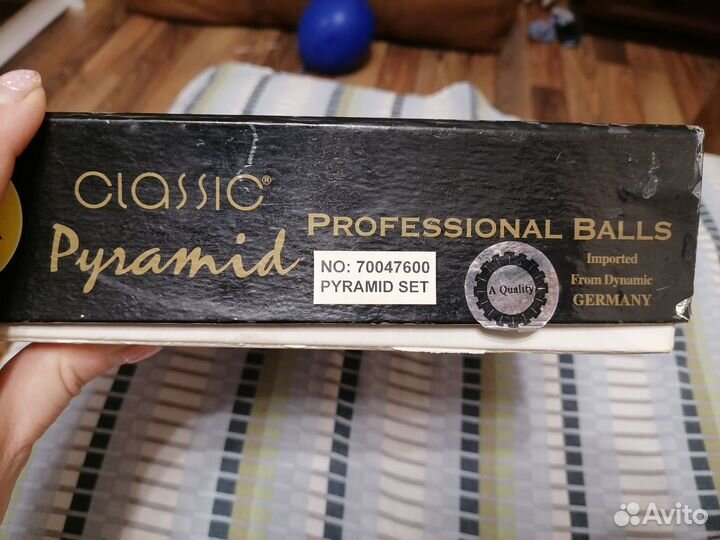 CLASSIC®
Pyramid
PROFESSIONAL BALLS
NO: 70047600
PYRAMID SET
A Quality
Imported
From Dynamic
GERMANY
Avito